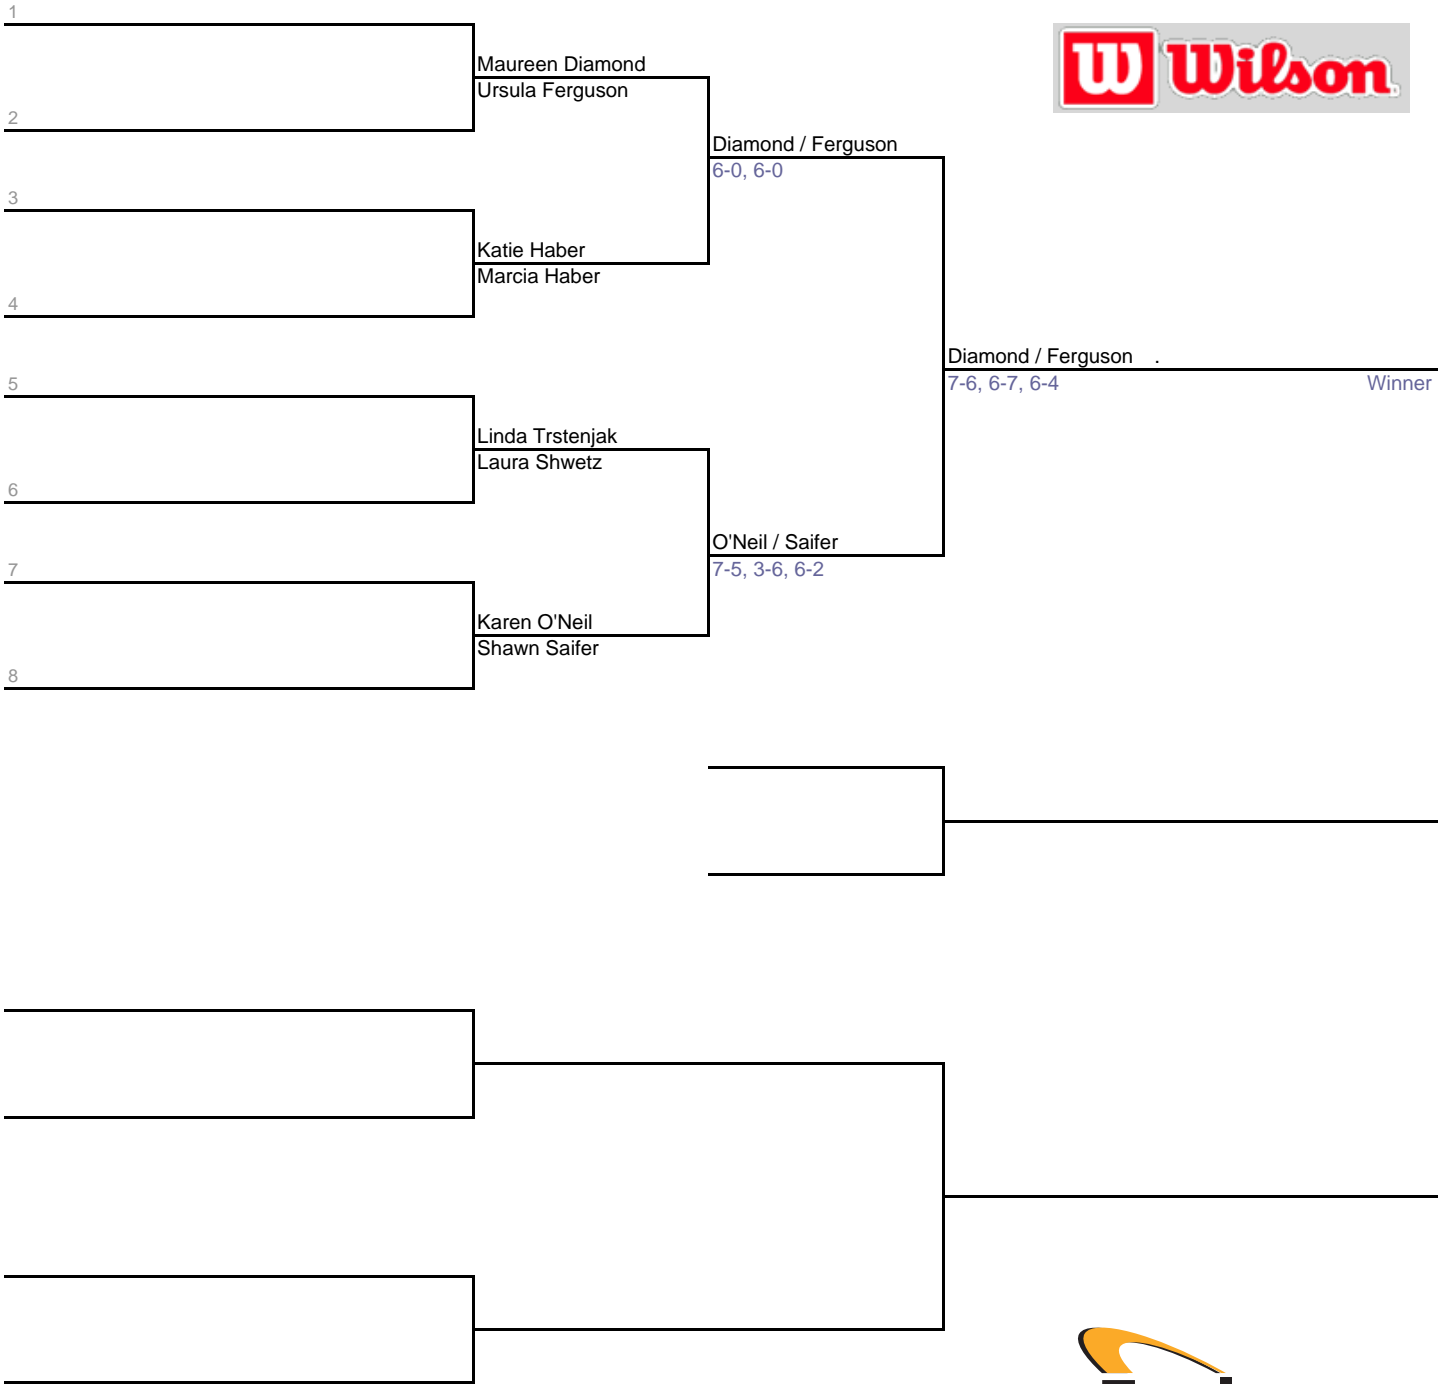 1
W Wilson
Maureen Diamond
Ursula Ferguson
2
Diamond / Ferguson
6-0, 6-0
3
Katie Haber
Marcia Haber
4
Diamond / Ferguson .
7-6, 6-7, 6-4 Winner
5
Linda Trstenjak
Laura Shwetz
6
O'Neil / Saifer
7-5, 3-6, 6-2
7
Karen O'Neil
Shawn Saifer
8